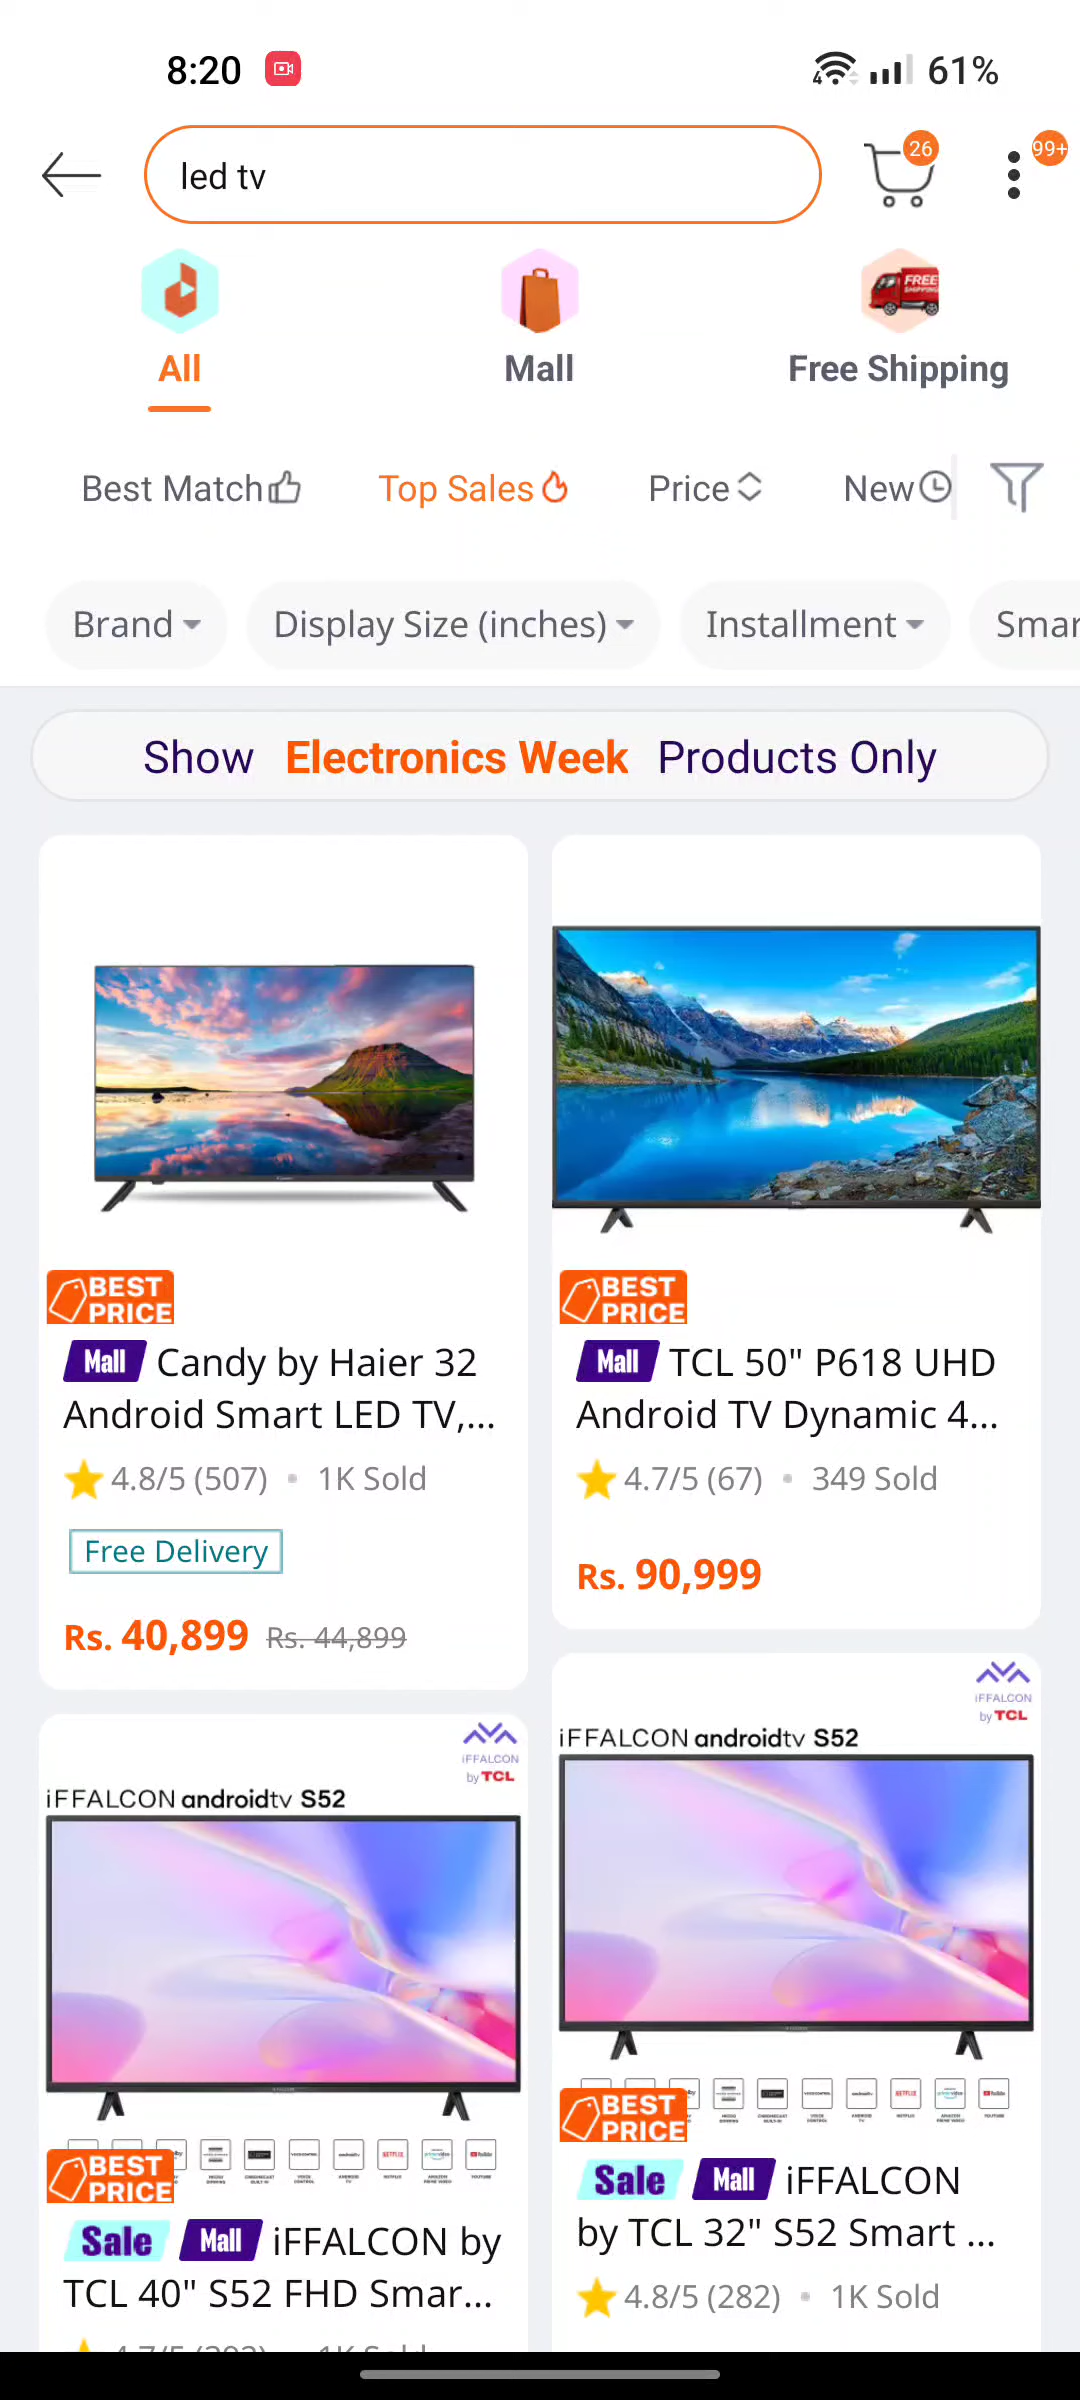 8:20
4
61%
led tv
26
99+
FREE
SHIPPING
All
Mall
Free Shipping
Best Match
Top Sales
Price
New
Brand
Display Size (inches)
Installment
Smar
Show Electronics Week Products Only
BEST
PRICE
Mall Candy by Haier 32
Android Smart LED TV,...
4.8/5 (507) • 1K Sold
Free Delivery
Rs. 40,899 Rs. 44,899
BEST
PRICE
Mall TCL 50" P618 UHD
Android TV Dynamic 4...
4.7/5 (67) • 349 Sold
Rs. 90,999
iFFALCON
by TCL
iFFALCON androidtv S52
BEST
PRICE
Sale Mall iFFALCON by
TCL 40" S52 FHD Smar...
iFFALCON
by TCL
iFFALCON androidtv S52
NETFLIX
YouTube
BEST
PRICE
Sale Mall iFFALCON
by TCL 32" S52 Smart ...
4.8/5 (282) • 1K Sold